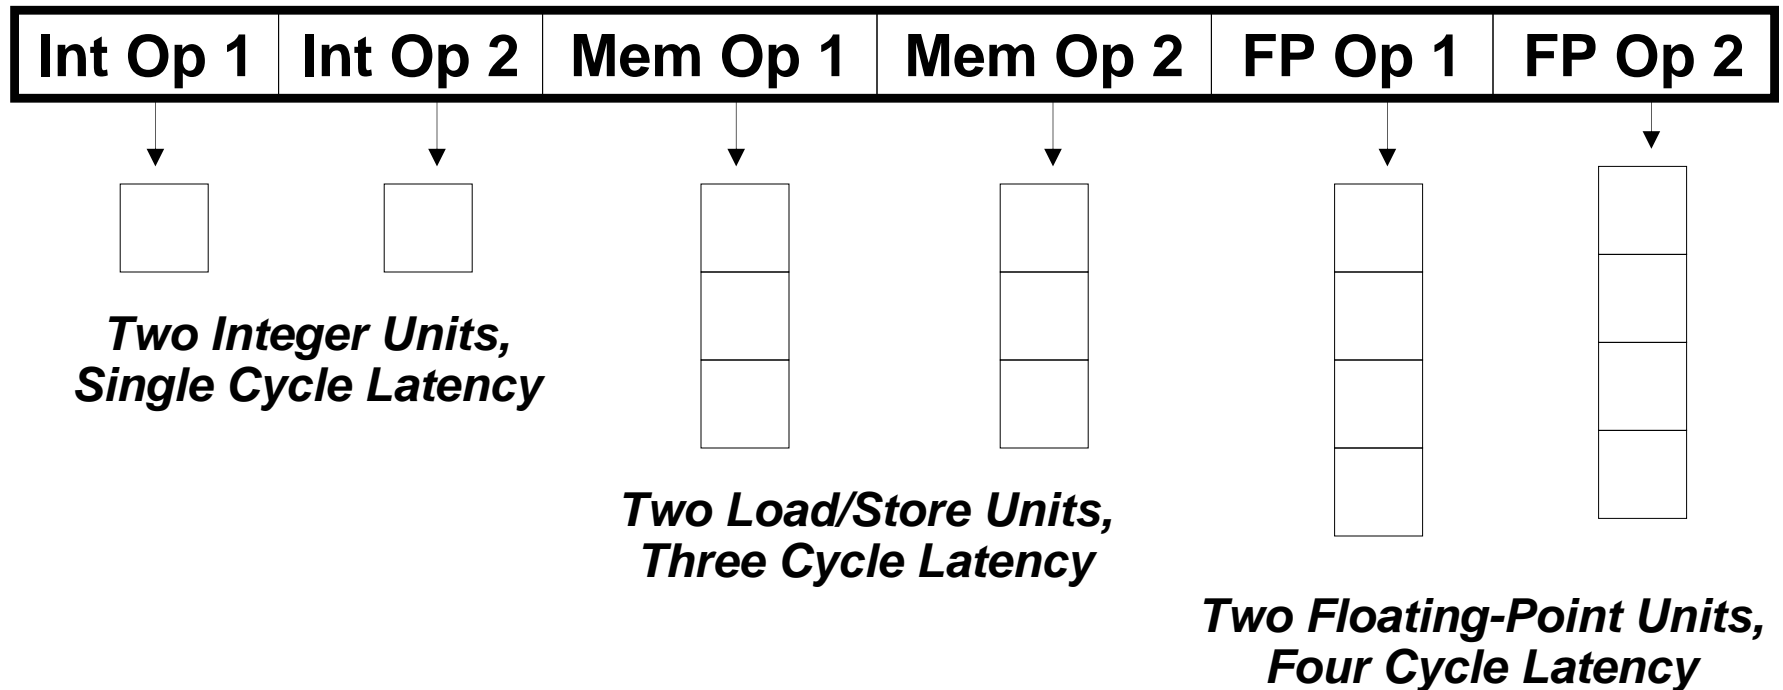 Int Op 1 Int Op 2 Mem Op 1 Mem Op 2 FP Op 1 FP Op 2
Two Integer Units,
Single Cycle Latency
Two Load/Store Units,
Three Cycle Latency
Two Floating-Point Units,
Four Cycle Latency